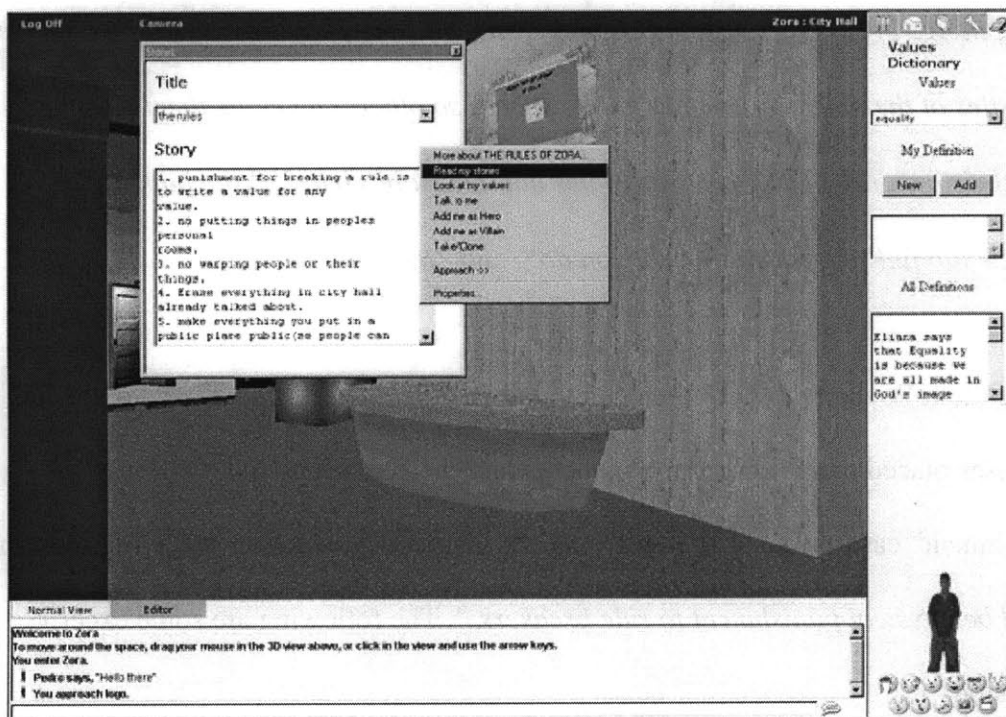 Log Off
Camera
Zora : City Hall
Stories
Title
therules
Story
1. punishment for breaking a rule is
to write a value for any
value.
2. no putting things in peoples
personal
rooms.
3. no warping people or their
things.
4. Erase everything in city hall
already talked about.
5. make everything you put in a
public place public(so people can
More about THE RULES OF ZORA...
Read my stories
Look at my values
Talk to me
Add me as Hero
Add me as Villain
Take/Clone
Approach >>
Properties...
Values
Dictionary
Values
equality
My Definition
New
Add
All Definitions
Eliana says
that Equality
is because We
are all made in
God's image
Normal View
Editor
Welcome to Zora
To move around the space, drag your mouse in the 3D view above, or click in the view and use the arrow keys.
You enter Zora.
Pedro says, "Hello there"
You approach logo.